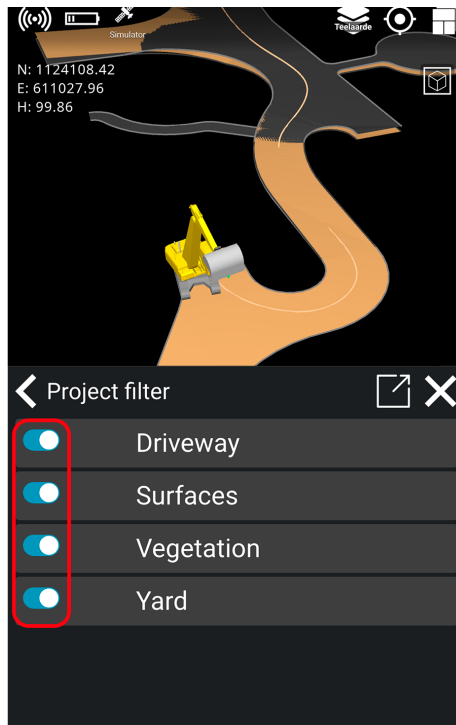 Simulator
Teelaarde
N: 1124108.42
E: 611027.96
H: 99.86
Project filter
Driveway
Surfaces
Vegetation
Yard